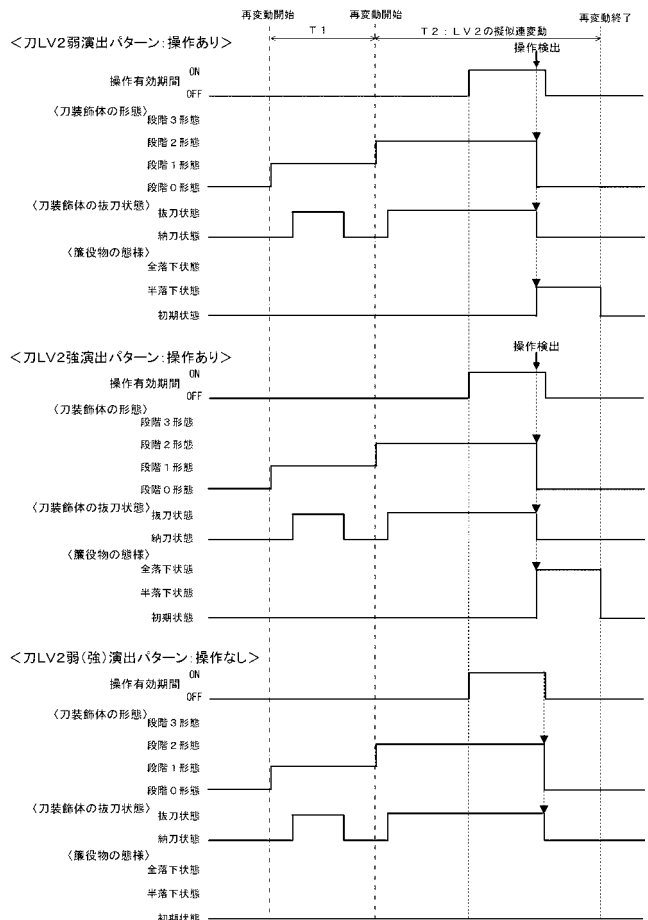 再変動開始
再変動開始
再変動終了
T1
T2:LV2の擬似連変動
<刀LV2弱演出パターン:操作あり>
操作検出
操作有効期間
ON
OFF
〈刀装飾体の形態〉
段階3形態
段階2形態
段階1形態
段階0形態
〈刀装飾体の抜刀状態〉
抜刀状態
納刀状態
〈簾役物の態様〉
全落下状態
半落下状態
初期状態
<刀LV2強演出パターン:操作あり>
操作検出
操作有効期間
ON
OFF
〈刀装飾体の形態〉
段階3形態
段階2形態
段階1形態
段階0形態
〈刀装飾体の抜刀状態〉
抜刀状態
納刀状態
〈簾役物の態様〉
全落下状態
半落下状態
初期状態
<刀LV2弱(強)演出パターン:操作なし>
操作有効期間
ON
OFF
〈刀装飾体の形態〉
段階3形態
段階2形態
段階1形態
段階0形態
〈刀装飾体の抜刀状態〉
抜刀状態
納刀状態
〈簾役物の態様〉
全落下状態
半落下状態
初期状態